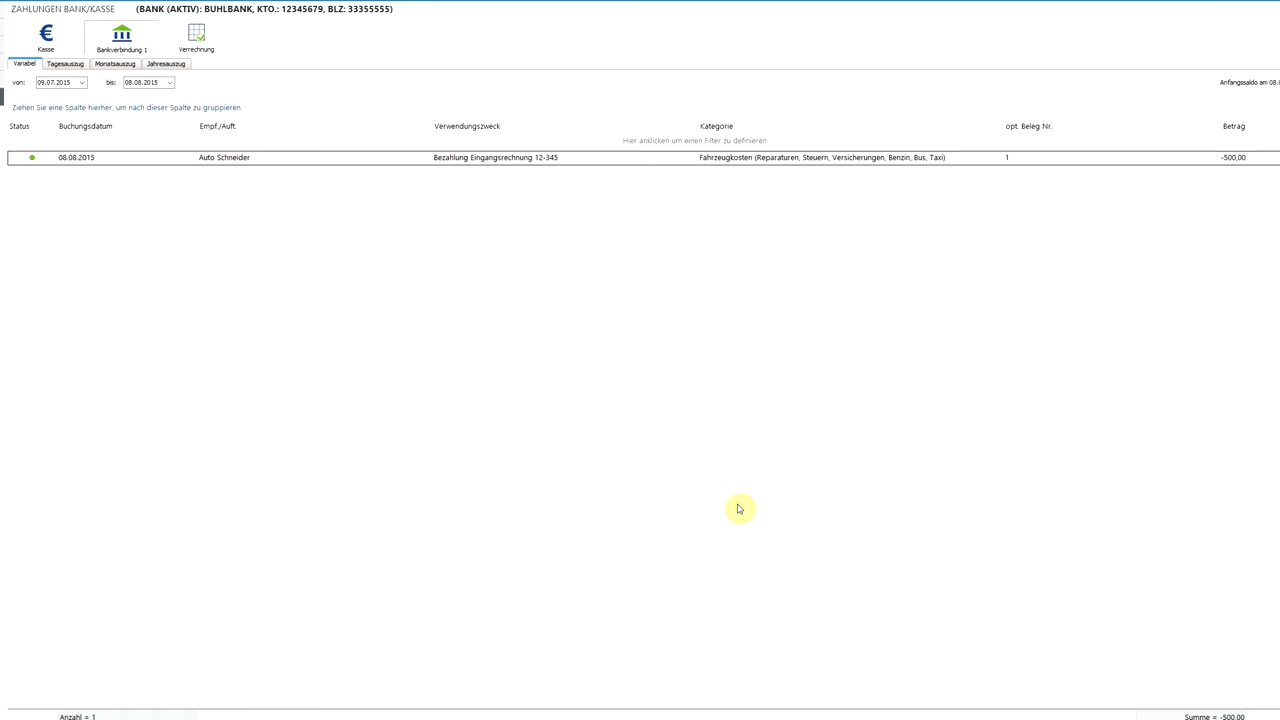 ZAHLUNGEN BANK/KASSE (BANK (AKTIV): BUHLBANK, KTO.: 12345679, BLZ: 33355555)
Kasse Bankverbindung 1 Verrechnung
Variabel Tagesauszug Monatsauszug Jahresauszug
von: 09.07.2015 bis: 08.08.2015 Anfangssaldo am 08.0
Ziehen Sie eine Spalte hierher, um nach dieser Spalte zu gruppieren
Status Buchungsdatum Empf./Auft. Verwendungszweck Kategorie opt. Beleg Nr. Betrag
Hier anklicken um einen Filter zu definieren
08.08.2015 Auto Schneider Bezahlung Eingangsrechnung 12-345 Fahrzeugkosten (Reparaturen, Steuern, Versicherungen, Benzin, Bus, Taxi) 1 -500,00
Anzahl = 1 Summe = -500,00